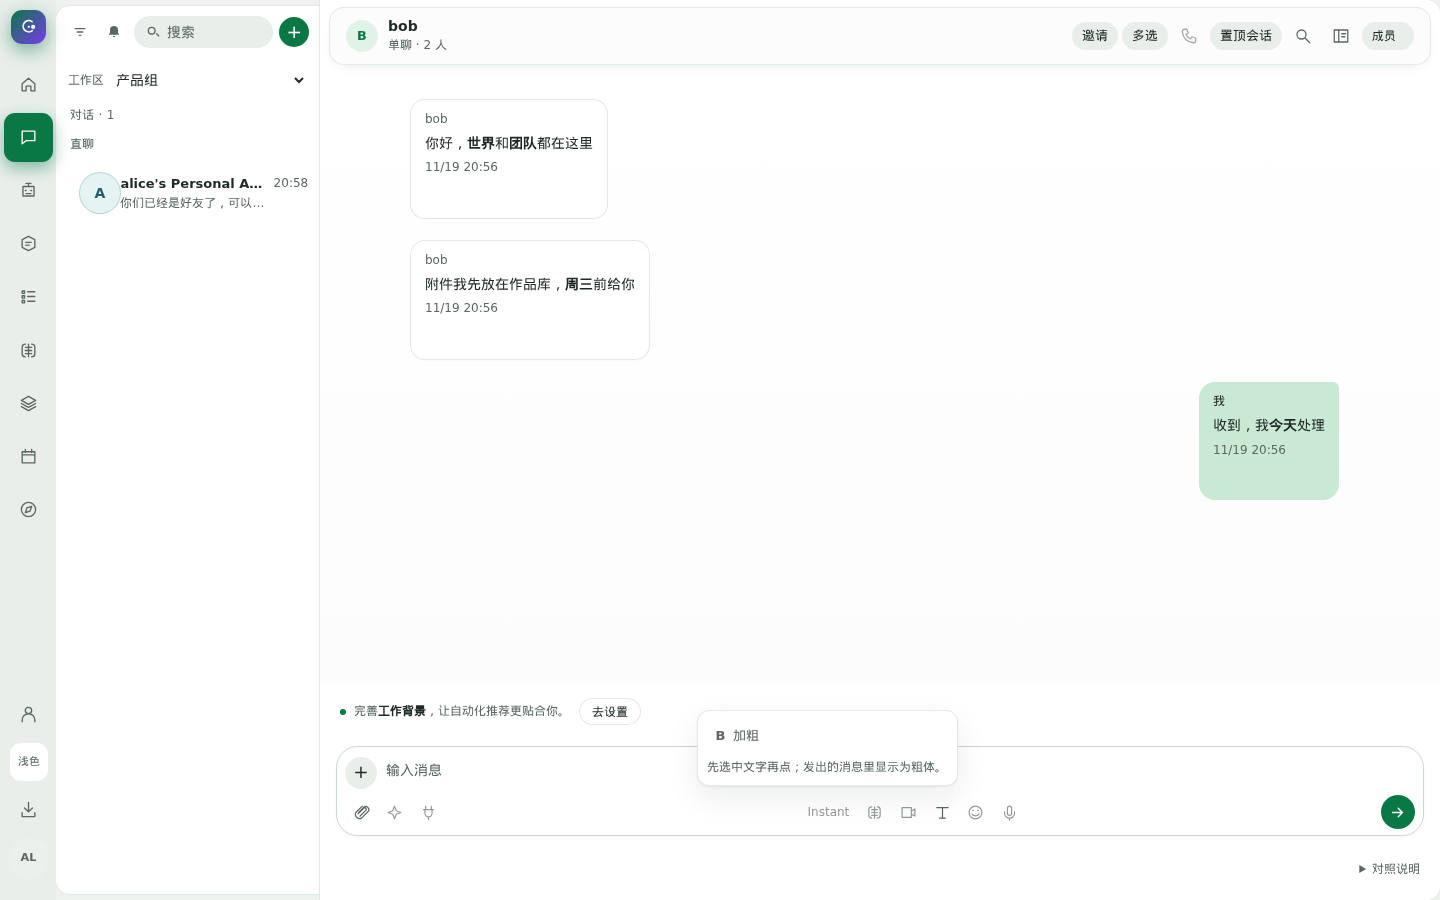 搜索
工作区 产品组
对话 · 1
直聊
A
alice's Personal A... 20:58
你们已经是好友了，可以...
浅色
AL
B
bob
单聊 · 2 人
邀请
多选
置顶会话
成员
bob
你好，世界和团队都在这里
11/19 20:56
bob
附件我先放在作品库，周三前给你
11/19 20:56
我
收到，我今天处理
11/19 20:56
完善工作背景，让自动化推荐更贴合你。 去设置
B 加粗
先选中文字再点；发出的消息里显示为粗体。
输入消息
Instant
对照说明